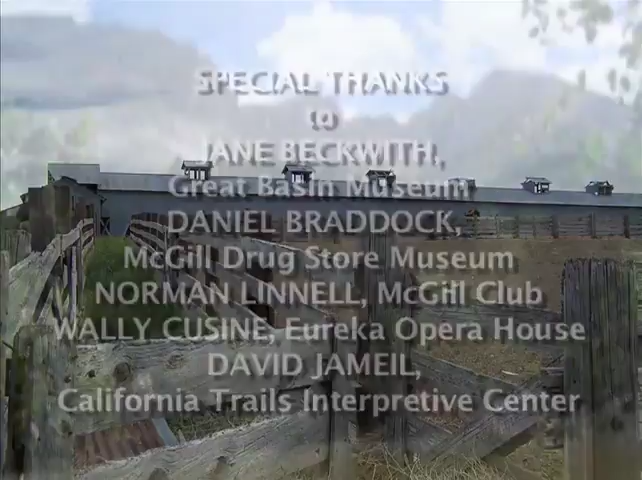 SPECIAL THANKS
to
JANE BECKWITH,
Great Basin Museum
DANIEL BRADDOCK,
McGill Drug Store Museum
NORMAN LINNELL, McGill Club
WALLY CUSINE, Eureka Opera House
DAVID JAMEIL,
California Trails Interpretive Center